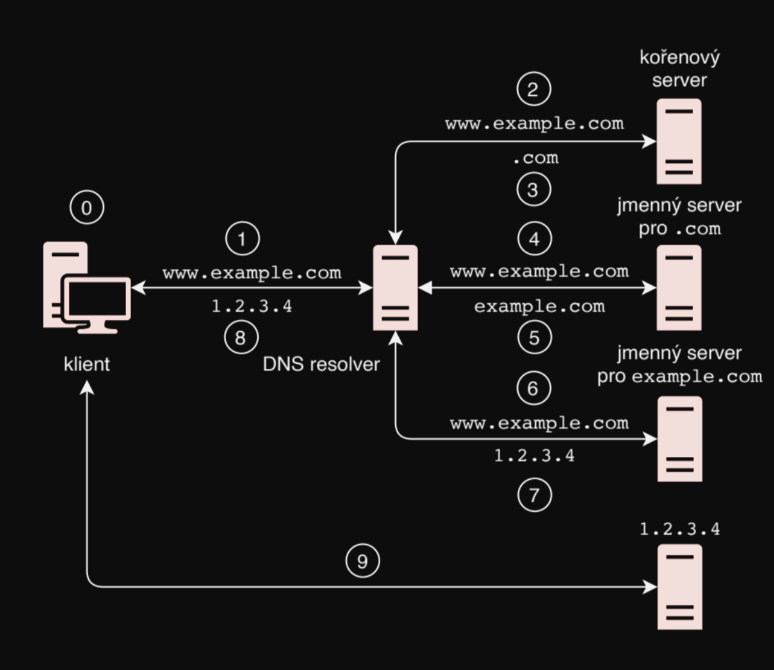 kořenový
server
2
www.example.com
.com
3
0
1
www.example.com
1.2.3.4
8
klient
DNS resolver
jmenný server
pro .com
4
www.example.com
example.com
5
jmenný server
pro example.com
6
www.example.com
1.2.3.4
7
1.2.3.4
9